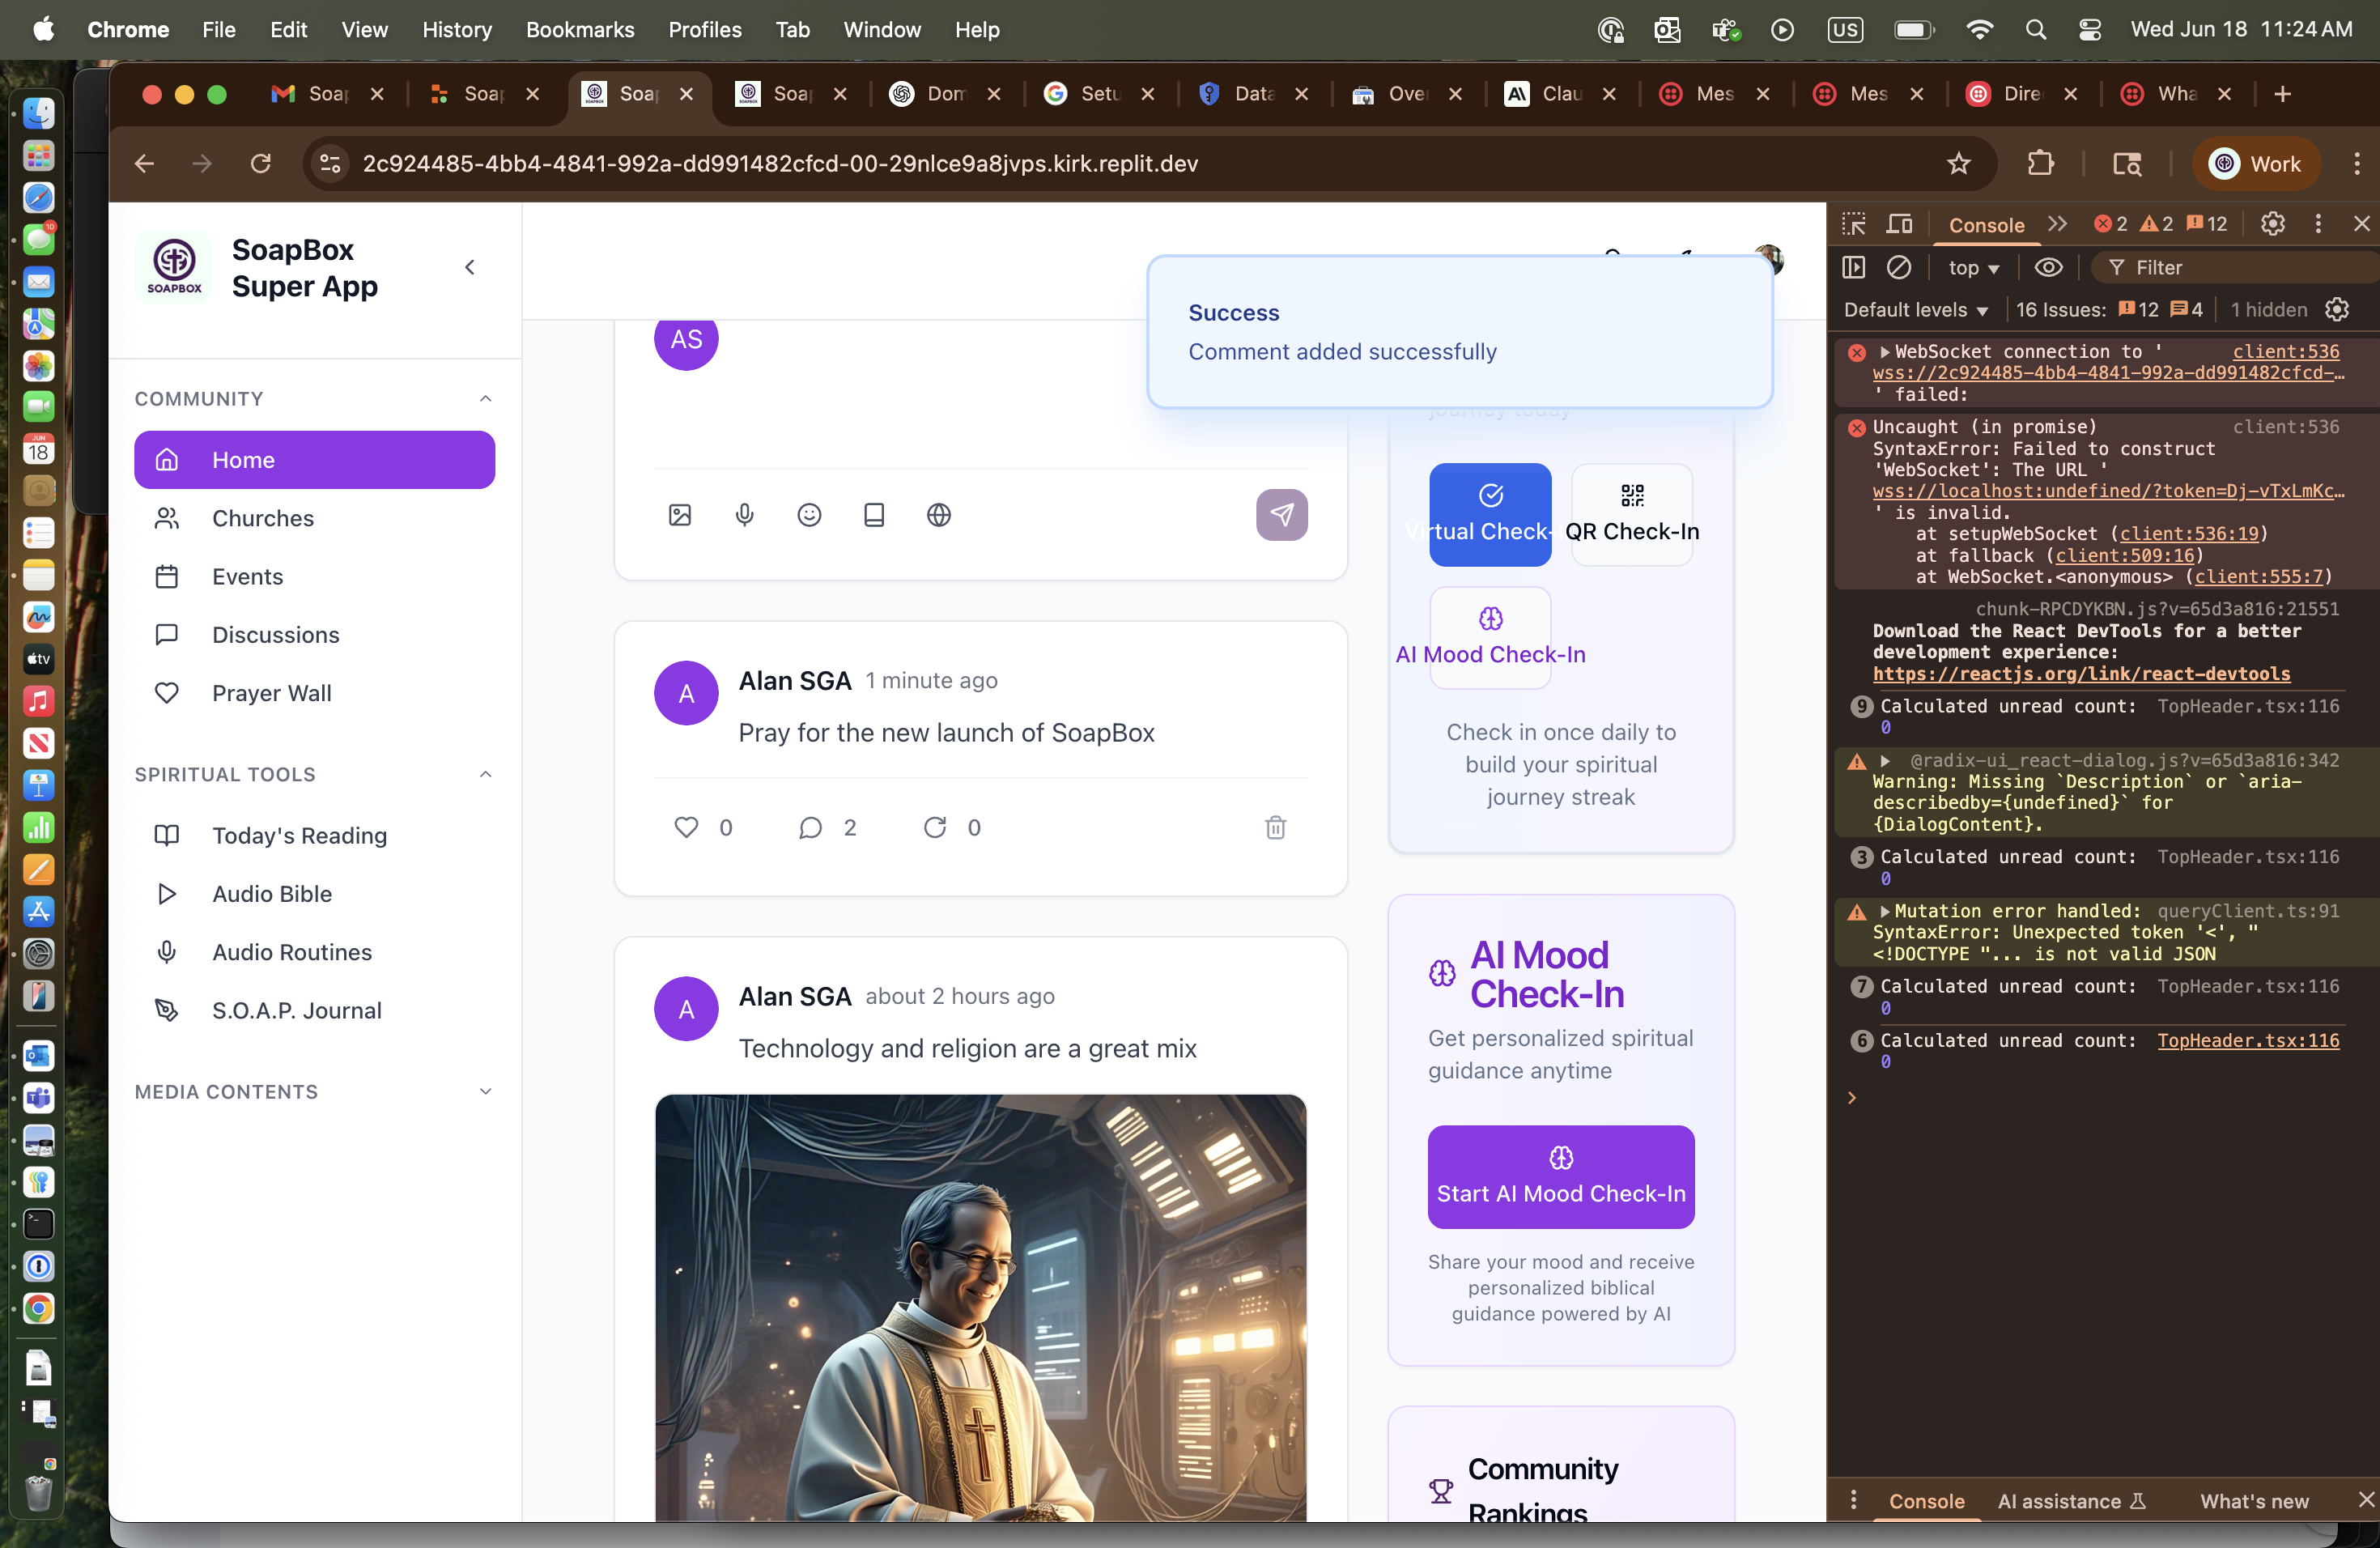 Chrome File Edit View History Bookmarks Profiles Tab Window Help
US
Wed Jun 18 11:24 AM
Soap
Soap
Soap
Soap
Dom
Setu
Data
Over
Clau
Mes
Mes
Dire
Wha
2c924485-4bb4-4841-992a-dd991482cfcd-00-29nlce9a8jvps.kirk.replit.dev
Work
10
JUN
18
tv
SOAPBOX
SoapBox
Super App
COMMUNITY
Home
Churches
Events
Discussions
Prayer Wall
SPIRITUAL TOOLS
Today's Reading
Audio Bible
Audio Routines
S.O.A.P. Journal
MEDIA CONTENTS
AS
Success
Comment added successfully
journey today
Virtual Check-
QR Check-In
AI Mood Check-In
Check in once daily to
build your spiritual
journey streak
A
Alan SGA 1 minute ago
Pray for the new launch of SoapBox
0
2
0
A
Alan SGA about 2 hours ago
Technology and religion are a great mix
AI Mood
Check-In
Get personalized spiritual
guidance anytime
Start AI Mood Check-In
Share your mood and receive
personalized biblical
guidance powered by AI
Community
Rankings
Console
2 2 12
top
Filter
Default levels
16 Issues: 12 4
1 hidden
WebSocket connection to ' client:536
wss://2c924485-4bb4-4841-992a-dd991482cfcd-…
' failed:
Uncaught (in promise) client:536
SyntaxError: Failed to construct
'WebSocket': The URL '
wss://localhost:undefined/?token=Dj-vTxLmKc…
' is invalid.
at setupWebSocket (client:536:19)
at fallback (client:509:16)
at WebSocket.<anonymous> (client:555:7)
chunk-RPCDYKBN.js?v=65d3a816:21551
Download the React DevTools for a better
development experience:
https://reactjs.org/link/react-devtools
9 Calculated unread count: TopHeader.tsx:116
0
@radix-ui_react-dialog.js?v=65d3a816:342
Warning: Missing `Description` or `aria-
describedby={undefined}` for
{DialogContent}.
3 Calculated unread count: TopHeader.tsx:116
0
Mutation error handled: queryClient.ts:91
SyntaxError: Unexpected token '<', "
<!DOCTYPE "... is not valid JSON
7 Calculated unread count: TopHeader.tsx:116
0
6 Calculated unread count: TopHeader.tsx:116
0
Console
AI assistance
What's new